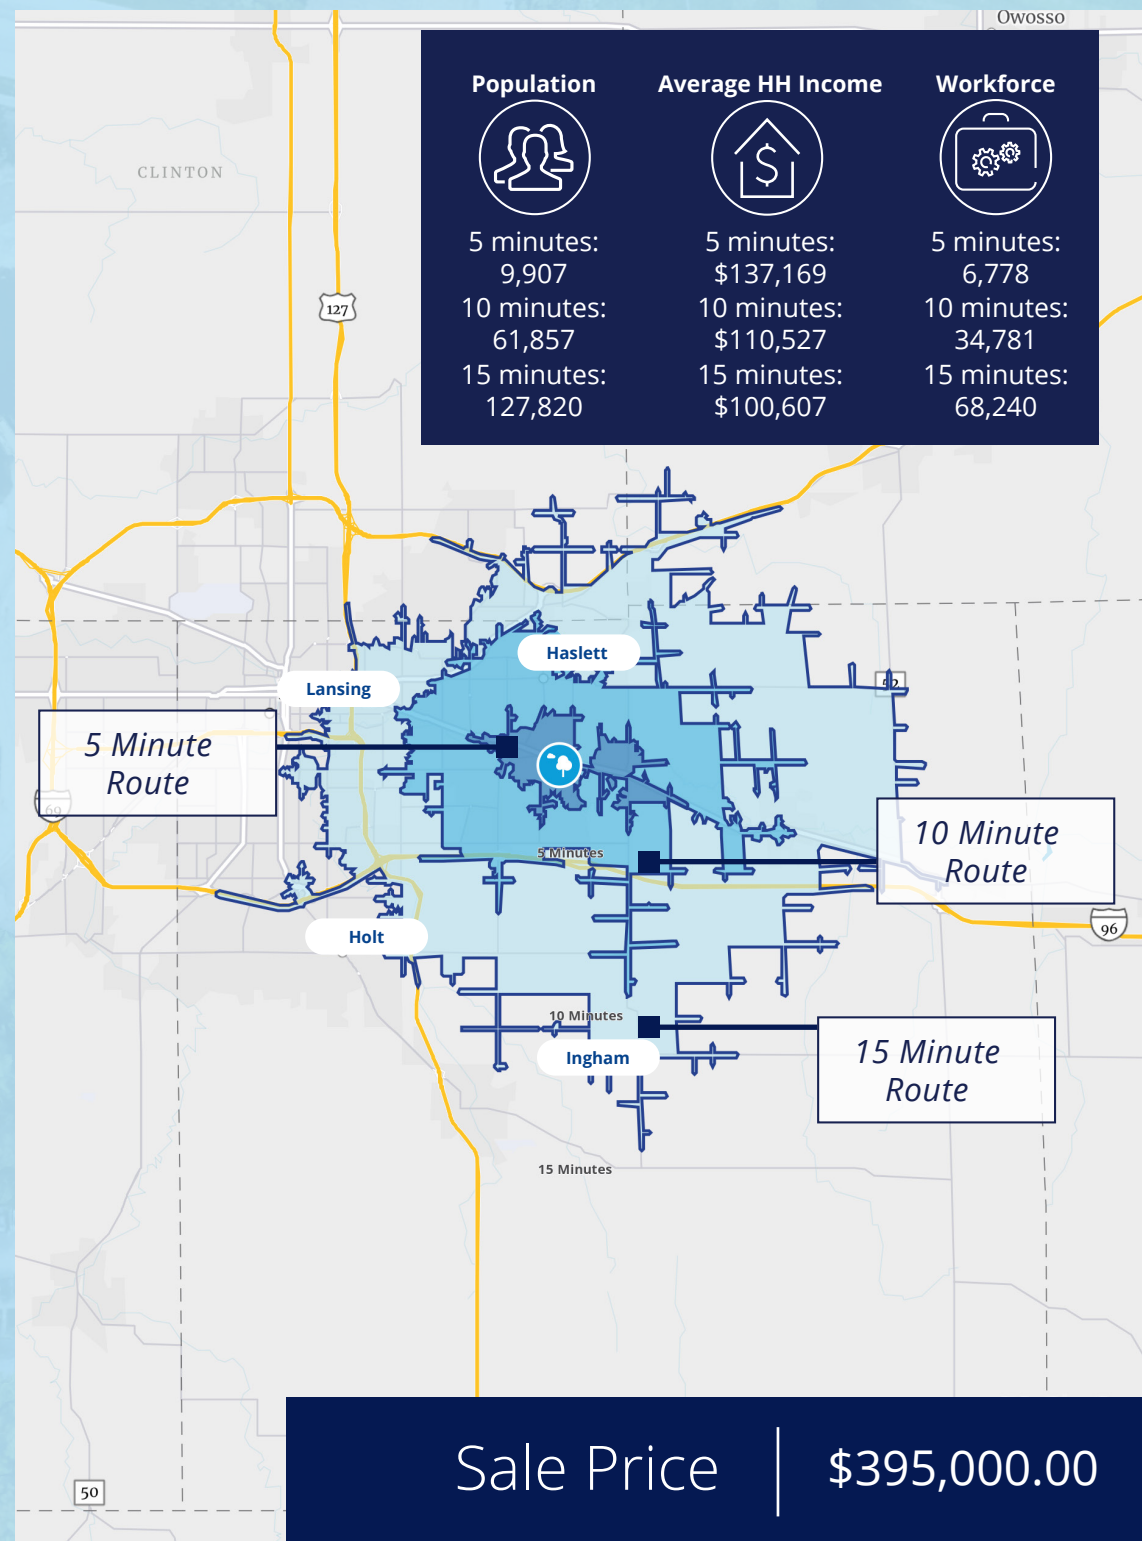 Owosso
Population
Average HH Income
Workforce
5 minutes:
9,907
10 minutes:
61,857
15 minutes:
127,820
5 minutes:
$137,169
10 minutes:
$110,527
15 minutes:
$100,607
5 minutes:
6,778
10 minutes:
34,781
15 minutes:
68,240
CLINTON
127
Haslett
Lansing
52
5 Minute
Route
69
10 Minute
Route
5 Minutes
Holt
96
10 Minutes
Ingham
15 Minute
Route
15 Minutes
Sale Price
$395,000.00
50